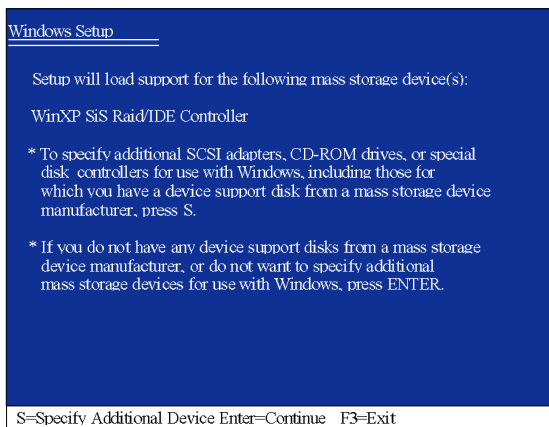 Windows Setup
Setup will load support for the following mass storage device(s):
WinXP SiS Raid/IDE Controller
* To specify additional SCSI adapters, CD-ROM drives, or special
disk controllers for use with Windows, including those for
which you have a device support disk from a mass storage device
manufacturer, press S.
* If you do not have any device support disks from a mass storage
device manufacturer, or do not want to specify additional
mass storage devices for use with Windows, press ENTER.
S=Specify Additional Device Enter=Continue F3=Exit